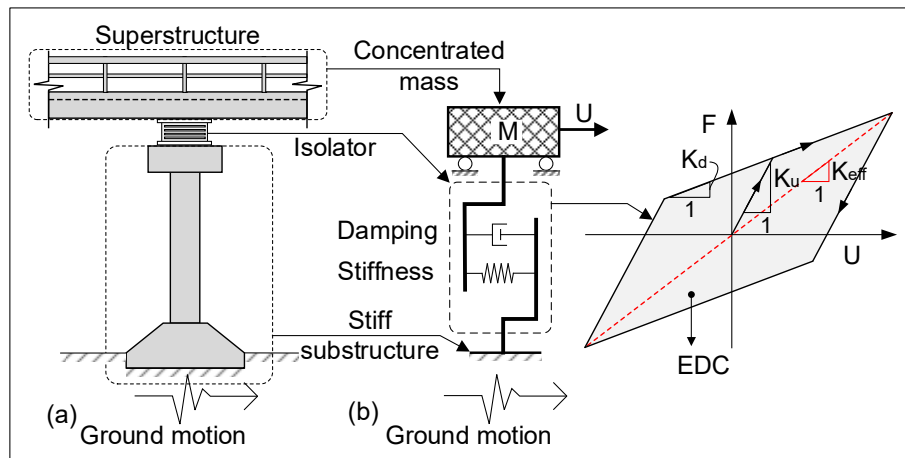 Superstructure
Concentrated
mass
Isolator
Damping
Stiffness
Stiff
substructure
(a)
Ground motion
(b)
Ground motion
M
U
F
Kd
1
Ku
1
Keff
1
U
EDC